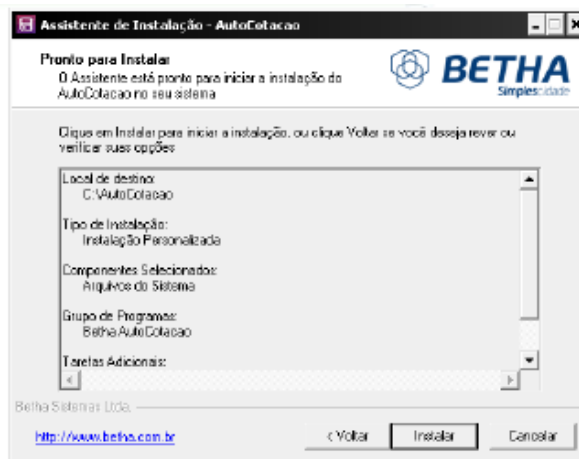 Assistente de Instalação - AutoCotacao
Pronto para Instalar
O Assistente está pronto para iniciar a instalação do
AutoCotacao no seu sistema
BETHA
Simplescidade
Clique em Instalar para iniciar a instalação, ou clique Voltar se você deseja rever ou
verificar suas opções
Local de destino:
C:\AutoCotacao
Tipo de Instalação:
Instalação Personalizada
Componentes Selecionados:
Arquivos do Sistema
Grupo de Programas:
Betha AutoCotacao
Tarefas Adicionais:
Betha Sistemas Ltda.
http://www.betha.com.br
< Voltar
Instalar
Cancelar